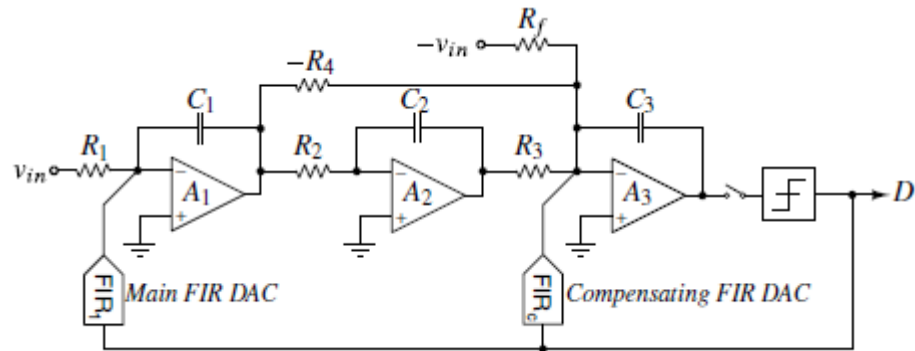 −v_in
R_f
−R_4
C_1
C_2
C_3
R_1
R_2
R_3
v_in
−
−
−
A_1
A_2
A_3
+
+
+
D
FIR_1
Main FIR DAC
FIR_c
Compensating FIR DAC